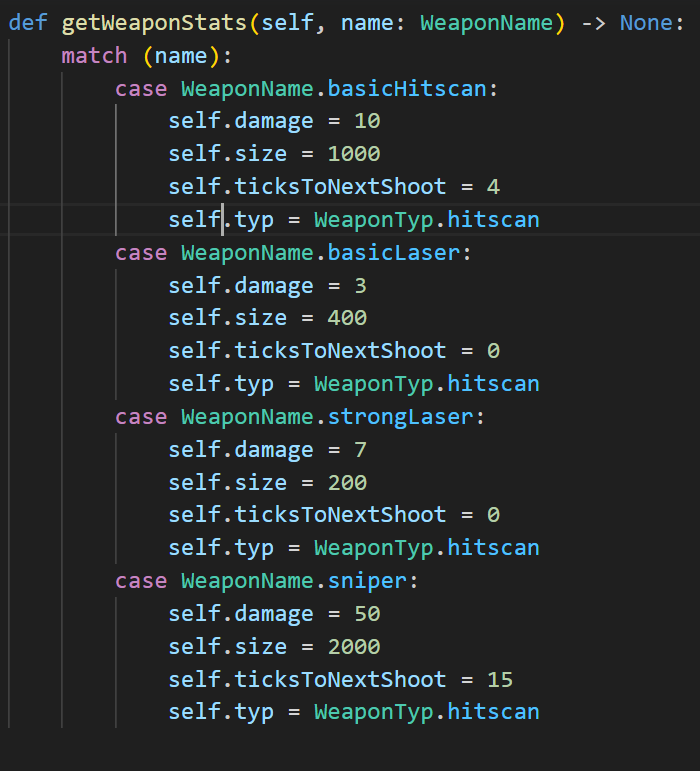 def getWeaponStats(self, name: WeaponName) -> None:
    match (name):
        case WeaponName.basicHitscan:
            self.damage = 10
            self.size = 1000
            self.ticksToNextShoot = 4
            self.typ = WeaponTyp.hitscan
        case WeaponName.basicLaser:
            self.damage = 3
            self.size = 400
            self.ticksToNextShoot = 0
            self.typ = WeaponTyp.hitscan
        case WeaponName.strongLaser:
            self.damage = 7
            self.size = 200
            self.ticksToNextShoot = 0
            self.typ = WeaponTyp.hitscan
        case WeaponName.sniper:
            self.damage = 50
            self.size = 2000
            self.ticksToNextShoot = 15
            self.typ = WeaponTyp.hitscan